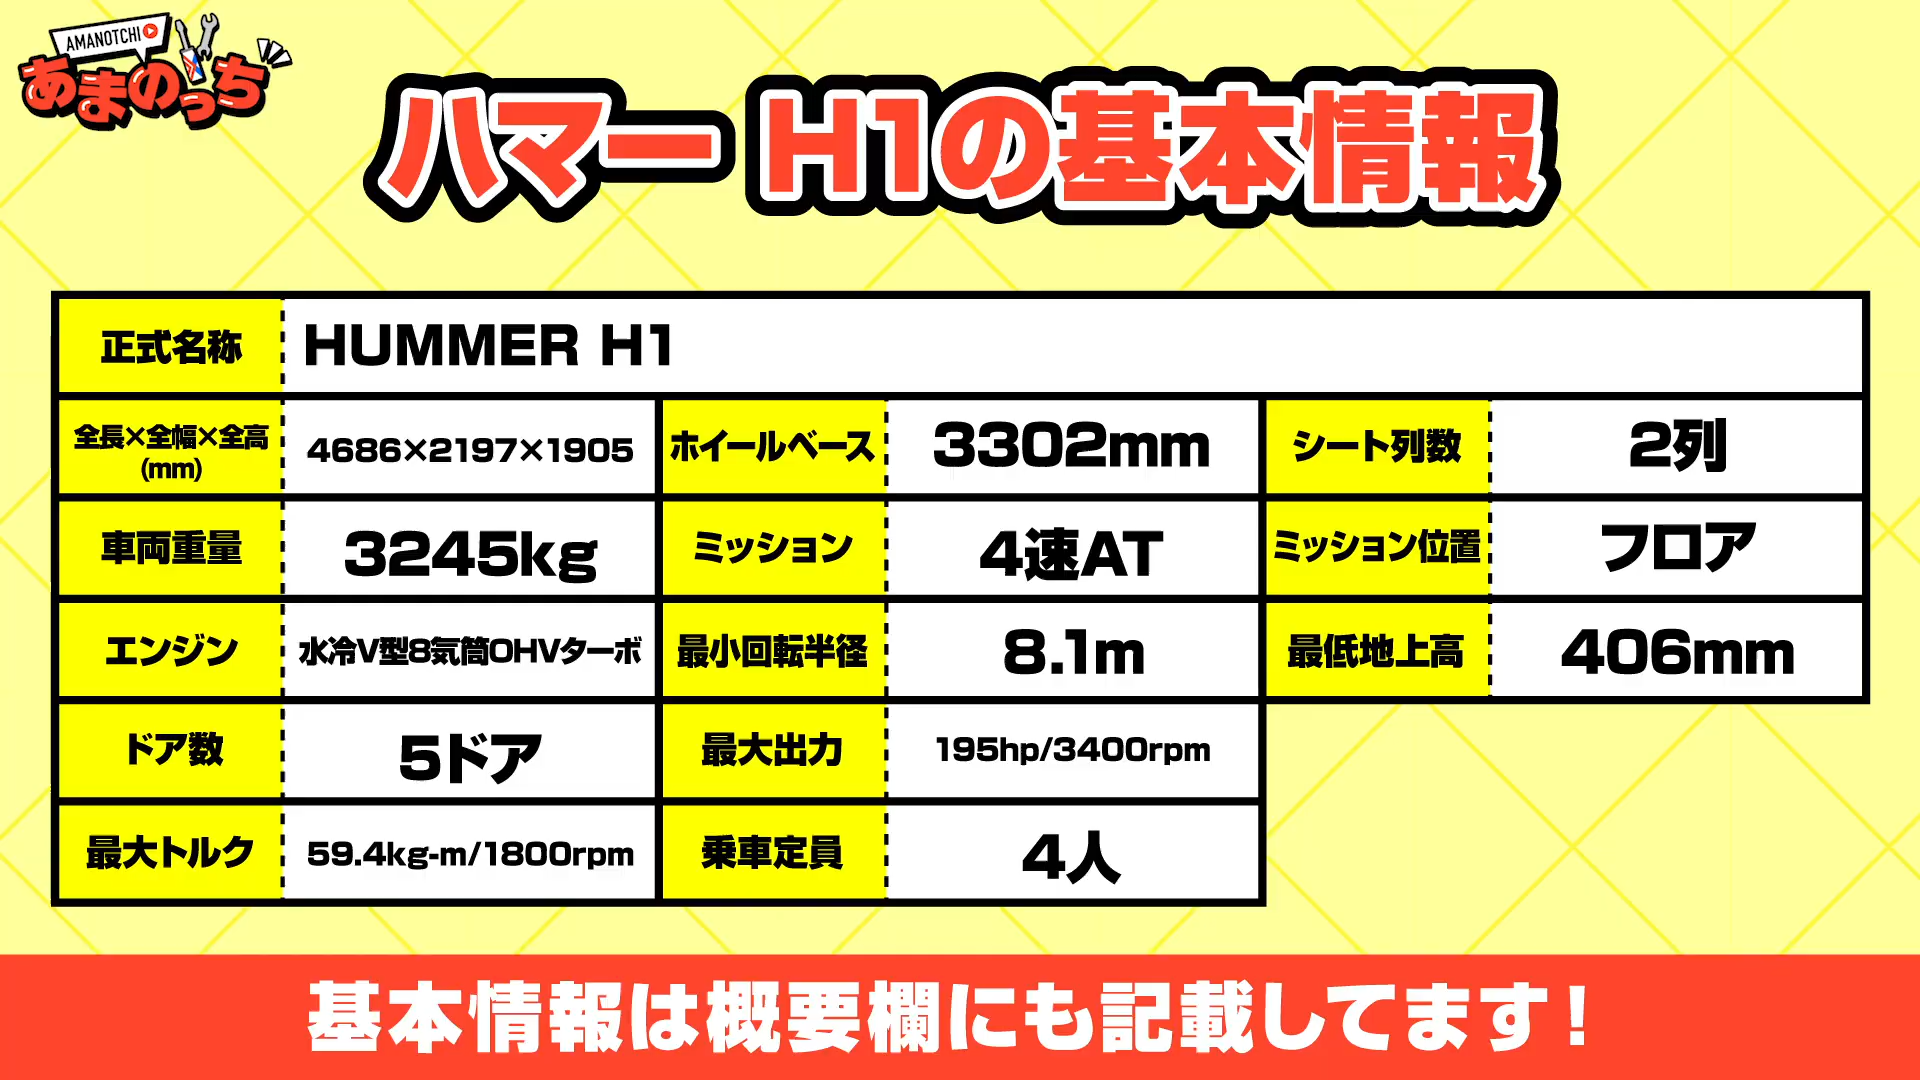 AMANOTCHI
あまのっち
ハマー H1の基本情報
正式名称 HUMMER H1
全長×全幅×全高
(mm) 4686×2197×1905 ホイールベース 3302mm シート列数 2列
車両重量 3245kg ミッション 4速AT ミッション位置 フロア
エンジン 水冷V型8気筒OHVターボ 最小回転半径 8.1m 最低地上高 406mm
ドア数 5ドア 最大出力 195hp/3400rpm
最大トルク 59.4kg-m/1800rpm 乗車定員 4人
基本情報は概要欄にも記載してます!